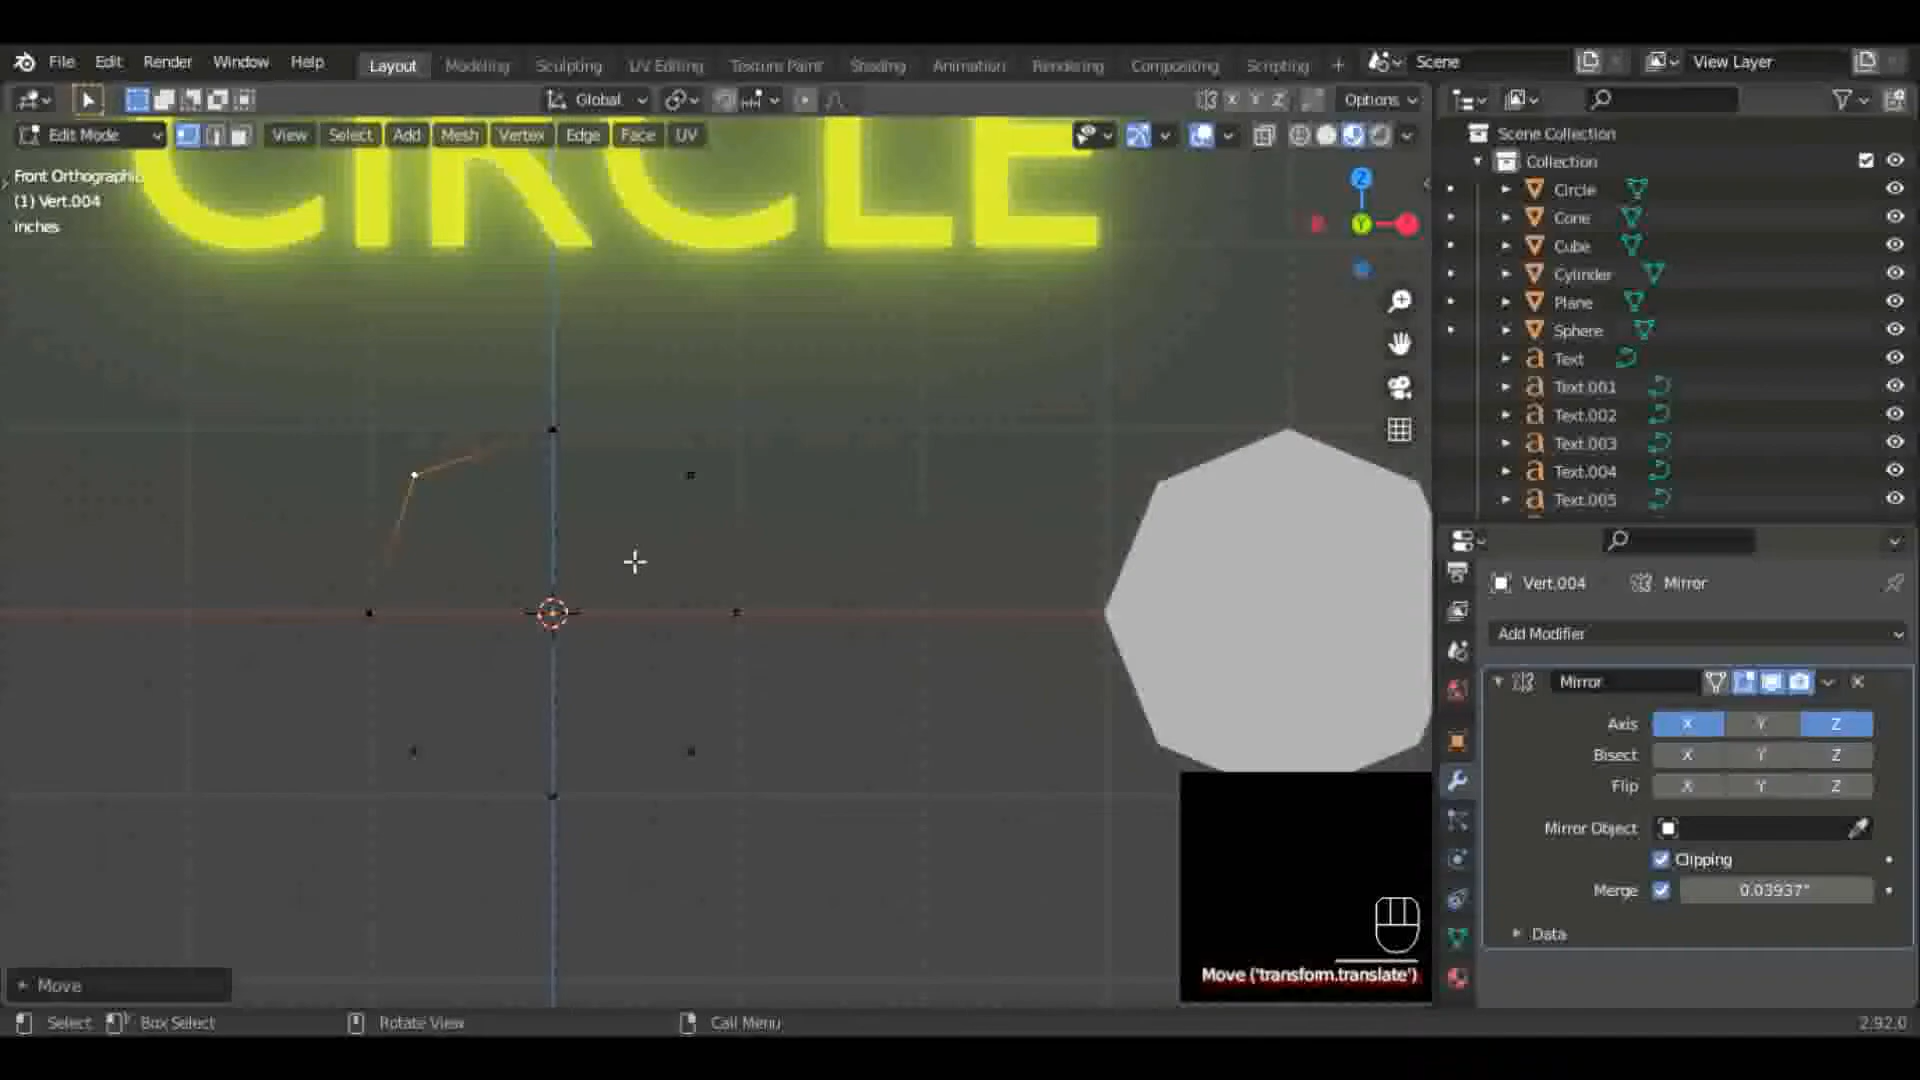 File Edit Render Window Help Layout Modeling Sculpting UV Editing Texture Paint Shading Animation Rendering Compositing Scripting + Scene View Layer
Global X Y Z Options
Edit Mode View Select Add Mesh Vertex Edge Face UV
CIRCLE
Front Orthographic
(1) Vert.004
Inches
Z
Y
Scene Collection
Collection
Circle
Cone
Cube
Cylinder
Plane
Sphere
Text
Text.001
Text.002
Text.003
Text.004
Text.005
Vert.004 Mirror
Add Modifier
Mirror
Axis X Y Z
Bisect X Y Z
Flip X Y Z
Mirror Object
Clipping
Merge 0.03937"
Data
Move ('transform.translate')
Move
Select Box Select Rotate View Call Menu 2.92.0